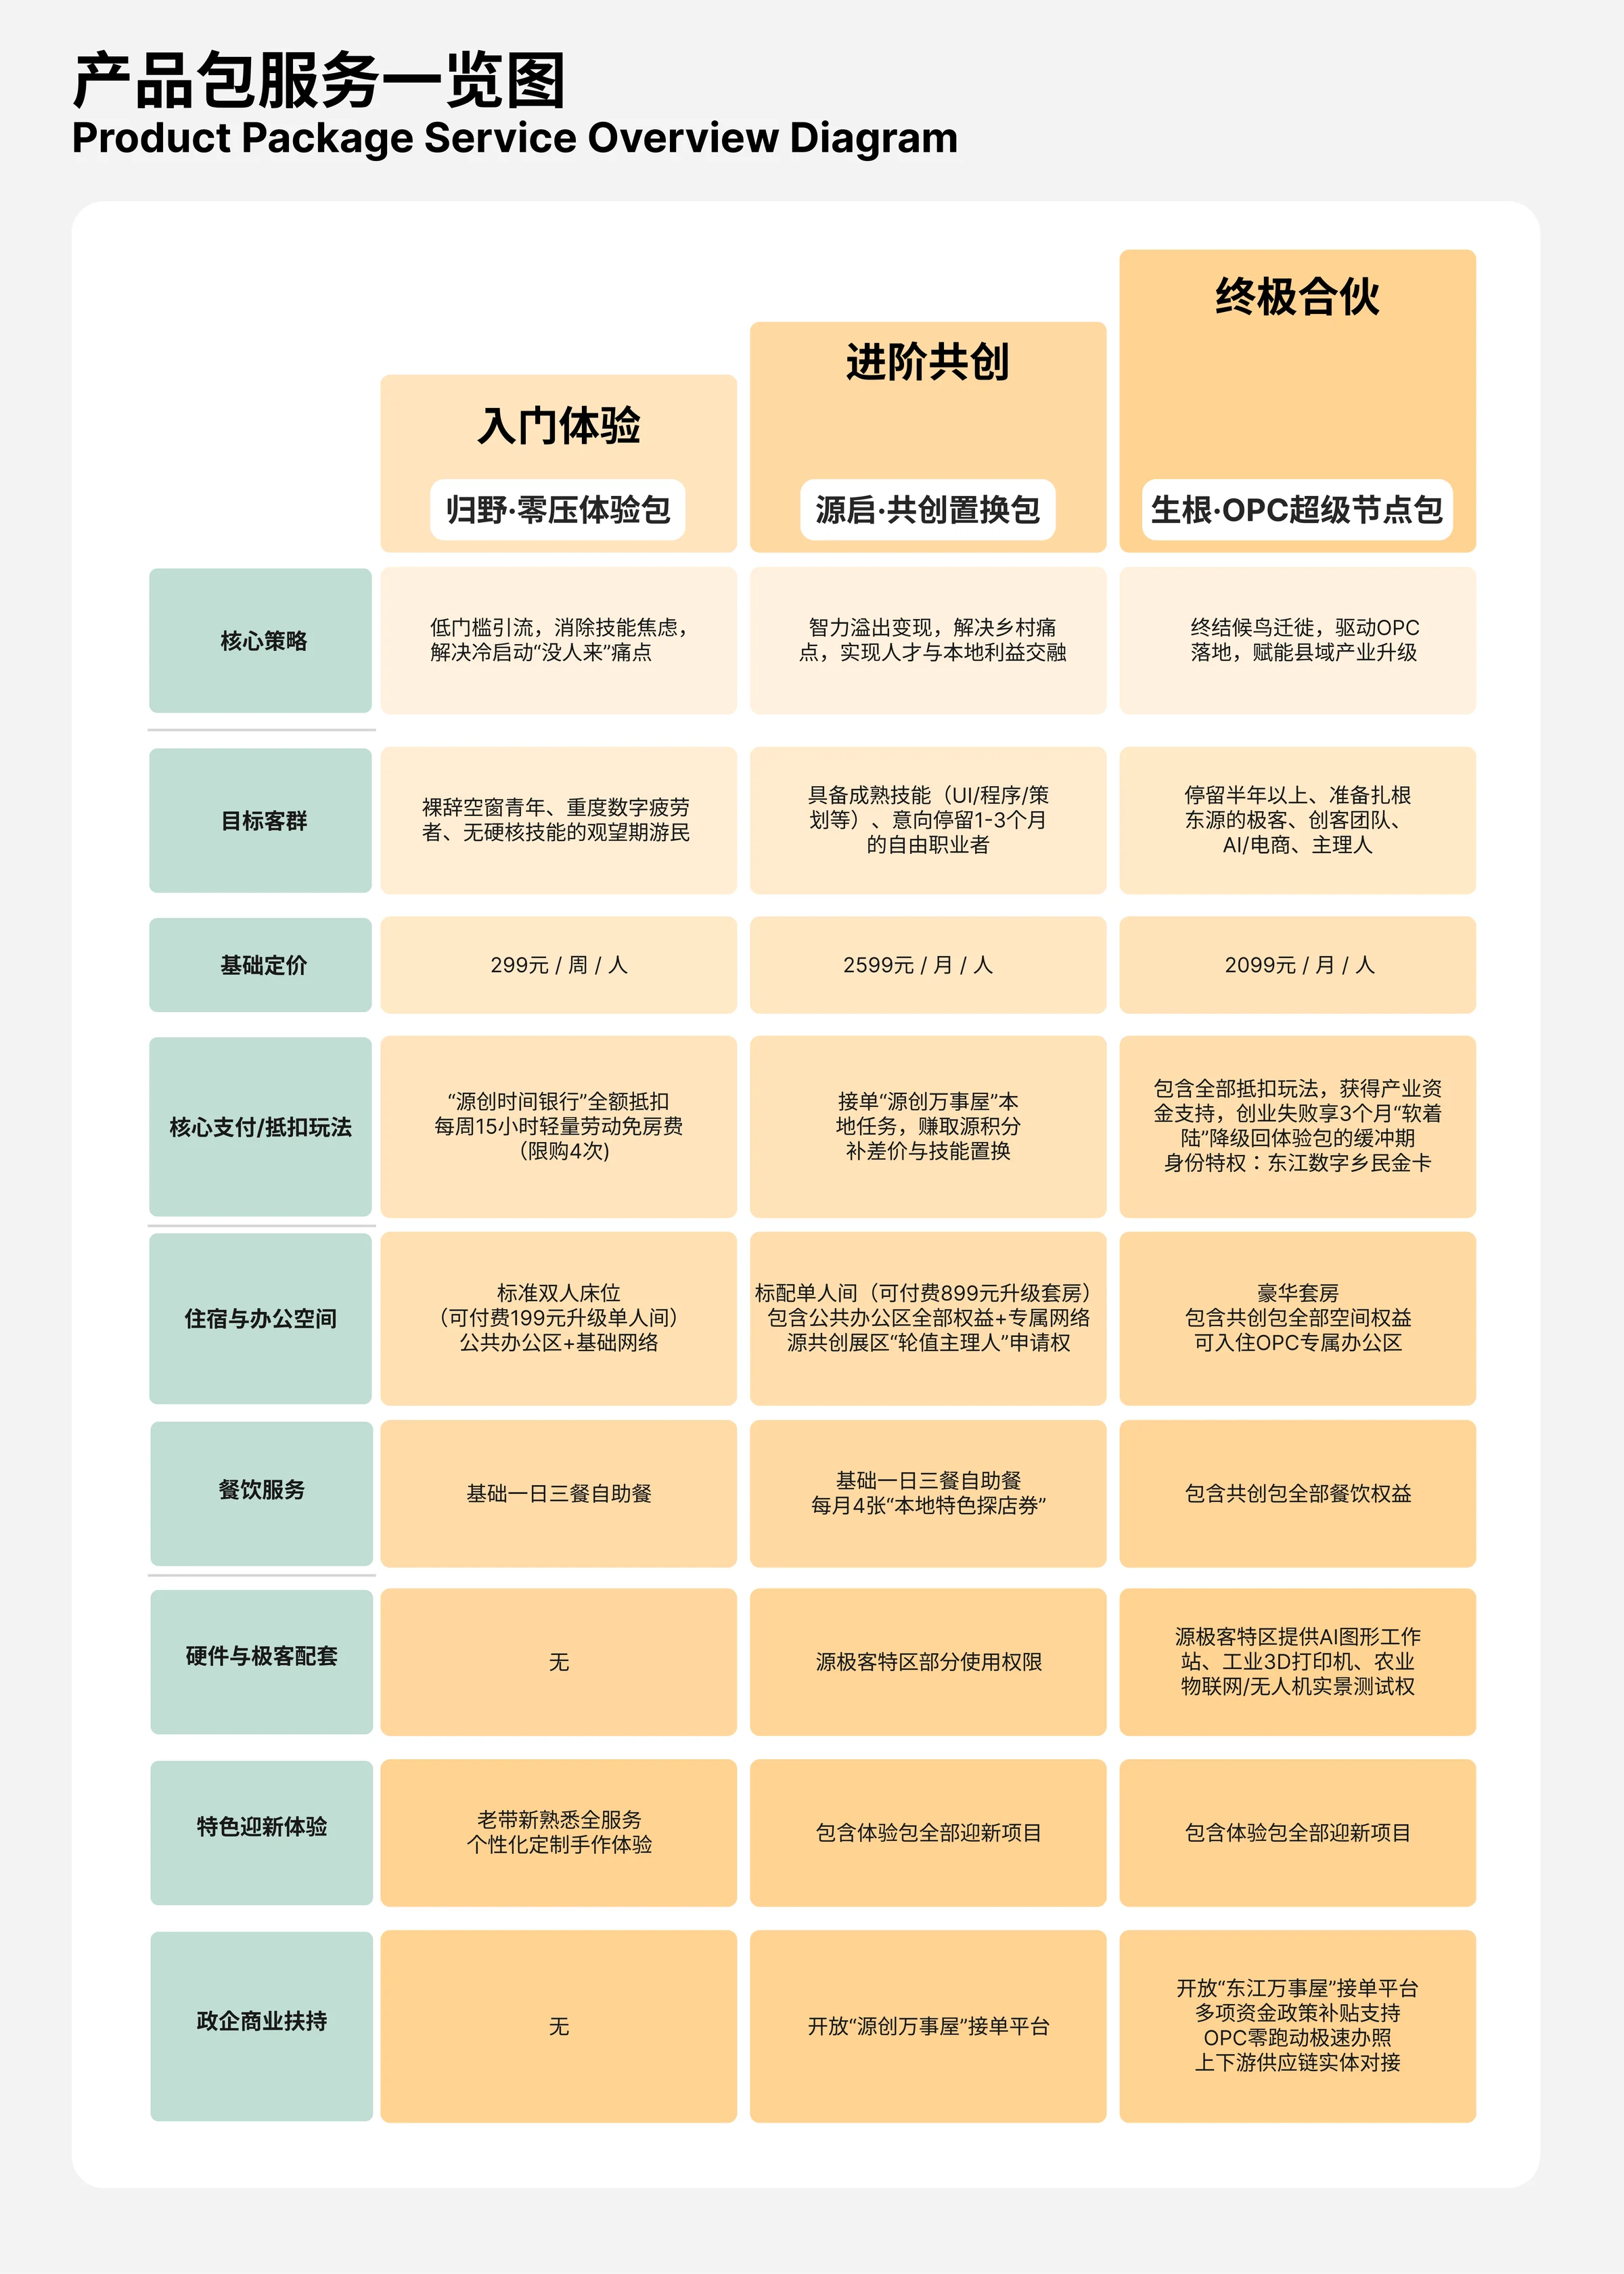 产品包服务一览图
Product Package Service Overview Diagram
终极合伙
进阶共创
入门体验
归野·零压体验包
源启·共创置换包
生根·OPC超级节点包
核心策略
低门槛引流，消除技能焦虑，
解决冷启动“没人来”痛点
智力溢出变现，解决乡村痛
点，实现人才与本地利益交融
终结候鸟迁徙，驱动OPC
落地，赋能县域产业升级
目标客群
裸辞空窗青年、重度数字疲劳
者、无硬核技能的观望期游民
具备成熟技能（UI/程序/策
划等）、意向停留1-3个月
的自由职业者
停留半年以上、准备扎根
东源的极客、创客团队、
AI/电商、主理人
基础定价
299元 / 周 / 人
2599元 / 月 / 人
2099元 / 月 / 人
核心支付/抵扣玩法
“源创时间银行”全额抵扣
每周15小时轻量劳动免房费
（限购4次)
接单“源创万事屋”本
地任务，赚取源积分
补差价与技能置换
包含全部抵扣玩法，获得产业资
金支持，创业失败享3个月“软着
陆”降级回体验包的缓冲期
身份特权：东江数字乡民金卡
住宿与办公空间
标准双人床位
（可付费199元升级单人间）
公共办公区+基础网络
标配单人间（可付费899元升级套房）
包含公共办公区全部权益+专属网络
源共创展区“轮值主理人”申请权
豪华套房
包含共创包全部空间权益
可入住OPC专属办公区
餐饮服务
基础一日三餐自助餐
基础一日三餐自助餐
每月4张“本地特色探店券”
包含共创包全部餐饮权益
硬件与极客配套
无
源极客特区部分使用权限
源极客特区提供AI图形工作
站、工业3D打印机、农业
物联网/无人机实景测试权
特色迎新体验
老带新熟悉全服务
个性化定制手作体验
包含体验包全部迎新项目
包含体验包全部迎新项目
政企商业扶持
无
开放“源创万事屋”接单平台
开放“东江万事屋”接单平台
多项资金政策补贴支持
OPC零跑动极速办照
上下游供应链实体对接